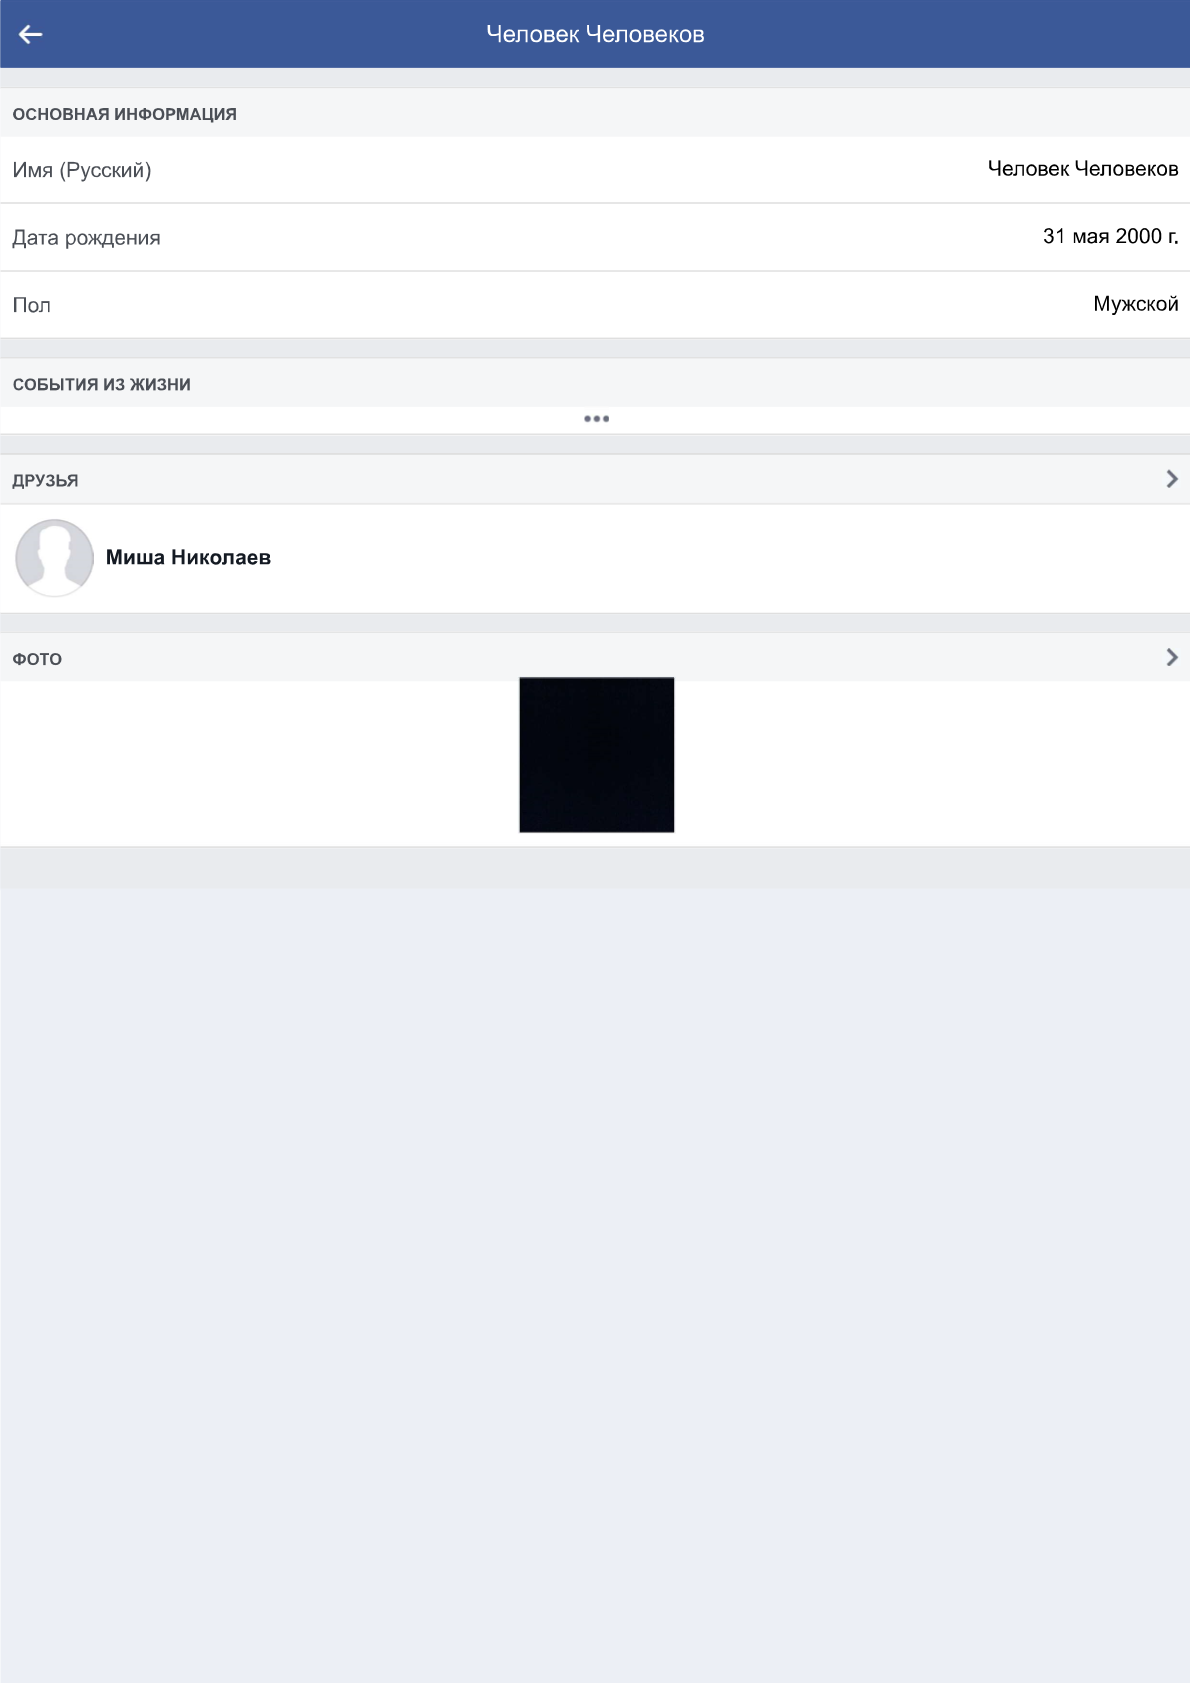 Человек Человеков
ОСНОВНАЯ ИНФОРМАЦИЯ
Имя (Русский) Человек Человеков
Дата рождения 31 мая 2000 г.
Пол Мужской
СОБЫТИЯ ИЗ ЖИЗНИ
ДРУЗЬЯ
Миша Николаев
ФОТО